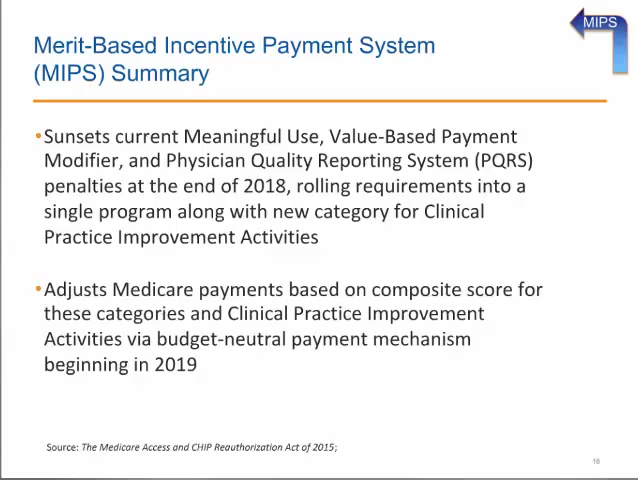 MIPS
Merit-Based Incentive Payment System
(MIPS) Summary
•Sunsets current Meaningful Use, Value-Based Payment
Modifier, and Physician Quality Reporting System (PQRS)
penalties at the end of 2018, rolling requirements into a
single program along with new category for Clinical
Practice Improvement Activities
•Adjusts Medicare payments based on composite score for
these categories and Clinical Practice Improvement
Activities via budget-neutral payment mechanism
beginning in 2019
Source: The Medicare Access and CHIP Reauthorization Act of 2015;
16